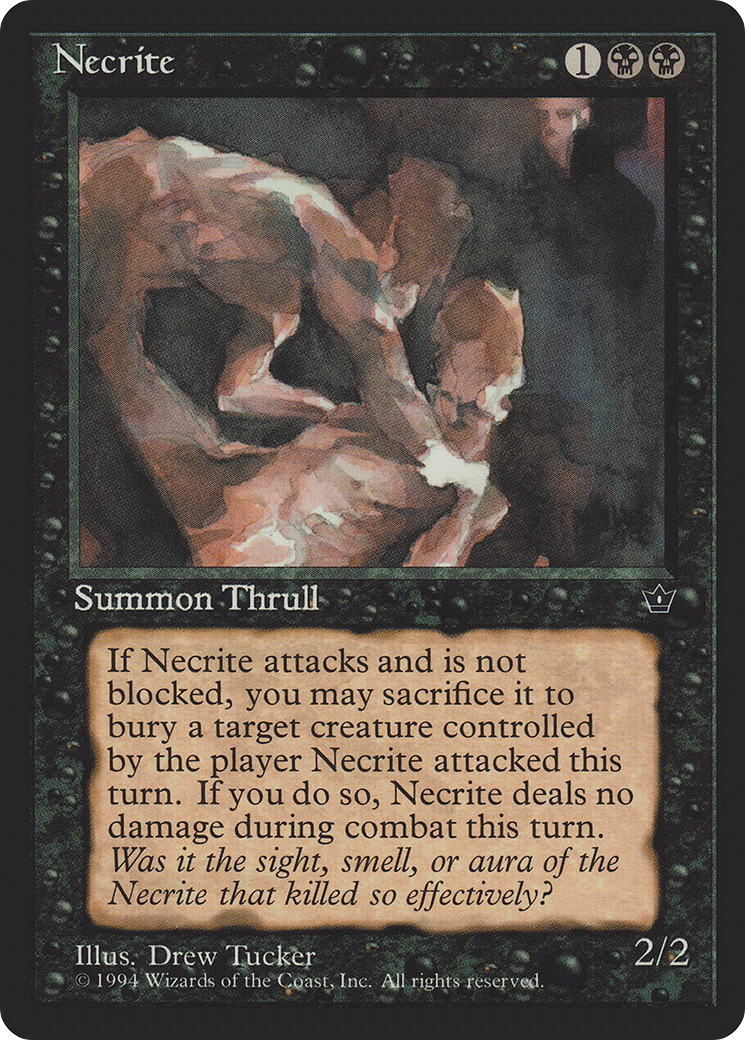 Necrite
1
Summon Thrull
If Necrite attacks and is not
blocked, you may sacrifice it to
bury a target creature controlled
by the player Necrite attacked this
turn. If you do so, Necrite deals no
damage during combat this turn.
Was it the sight, smell, or aura of the
Necrite that killed so effectively?
Illus. Drew Tucker
2/2
© 1994 Wizards of the Coast, Inc. All rights reserved.